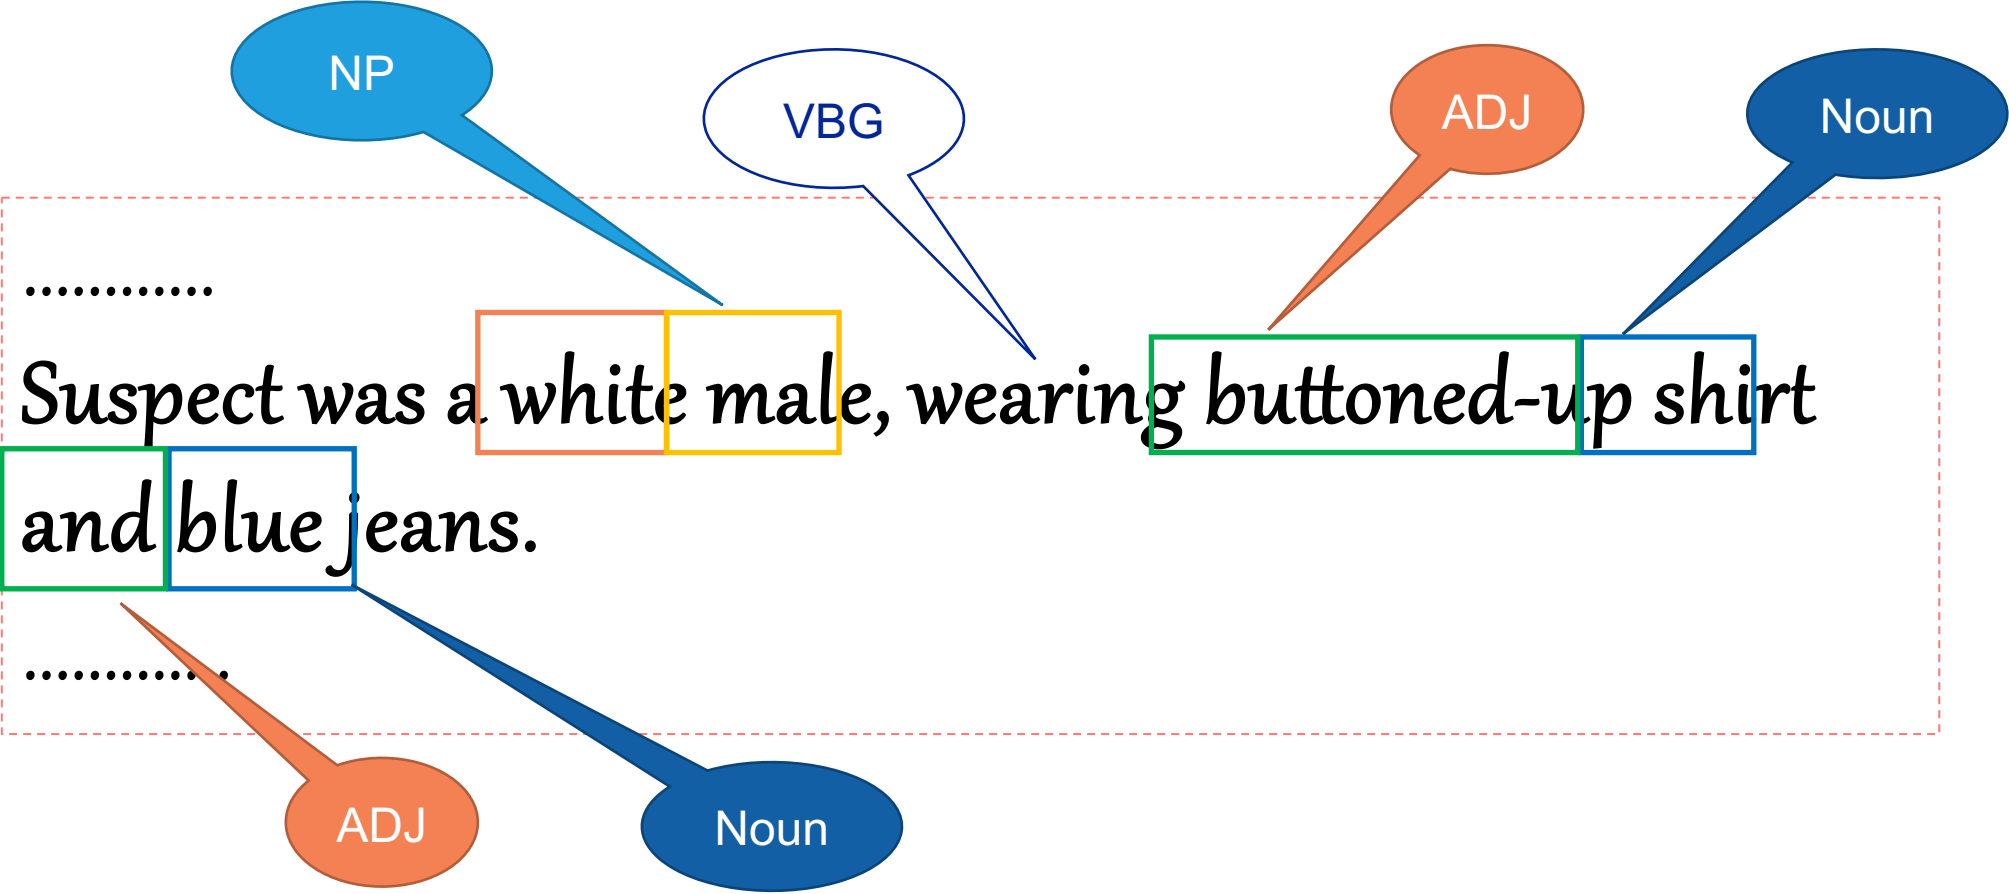 NP
VBG
ADJ
Noun
............
Suspect was a white male, wearing buttoned-up shirt
and blue jeans.
.............
ADJ
Noun